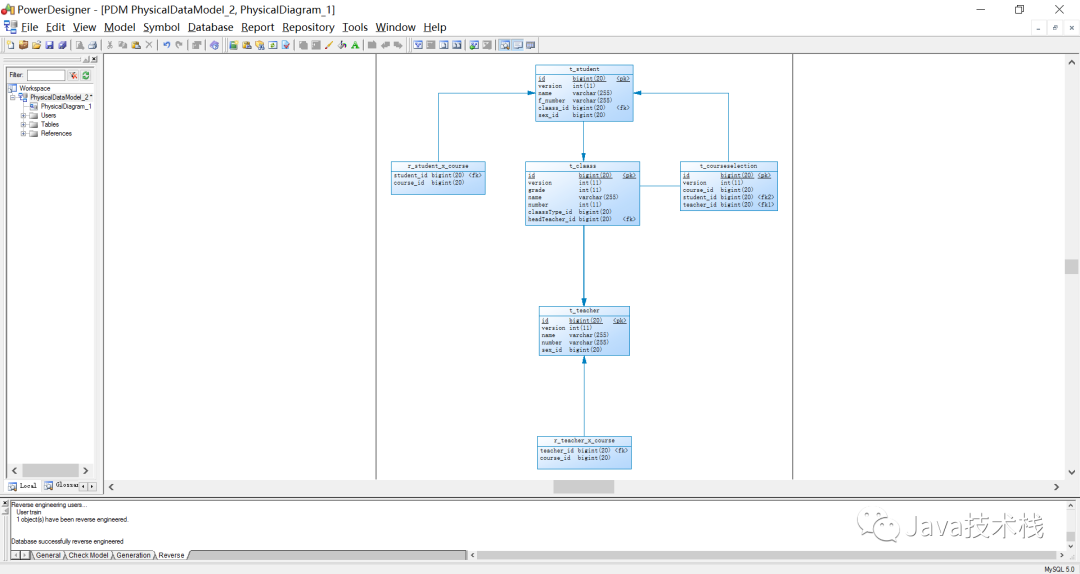 PowerDesigner - [PDM PhysicalDataModel_2, PhysicalDiagram_1]
File Edit View Model Symbol Database Report Repository Tools Window Help
Filter:
Workspace
PhysicalDataModel_2 *
PhysicalDiagram_1
Users
Tables
References
Local
Glossar
t_student
id bigint(20) <pk>
version int(11)
name varchar(255)
f_number varchar(255)
claass_id bigint(20) <fk>
sex_id bigint(20)
r_student_x_course
student_id bigint(20) <fk>
course_id bigint(20)
t_claass
id bigint(20) <pk>
version int(11)
grade int(11)
name varchar(255)
number int(11)
claassType_id bigint(20)
headTeacher_id bigint(20) <fk>
t_courseselection
id bigint(20) <pk>
version int(11)
course_id bigint(20)
student_id bigint(20) <fk2>
teacher_id bigint(20) <fk1>
t_teacher
id bigint(20) <pk>
version int(11)
name varchar(255)
number varchar(255)
sex_id bigint(20)
r_teacher_x_course
teacher_id bigint(20) <fk>
course_id bigint(20)
Reverse engineering users...
User train
1 object(s) have been reverse engineered.
Database successfully reverse engineered
General Check Model Generation Reverse
Java技术栈
MySQL 5.0